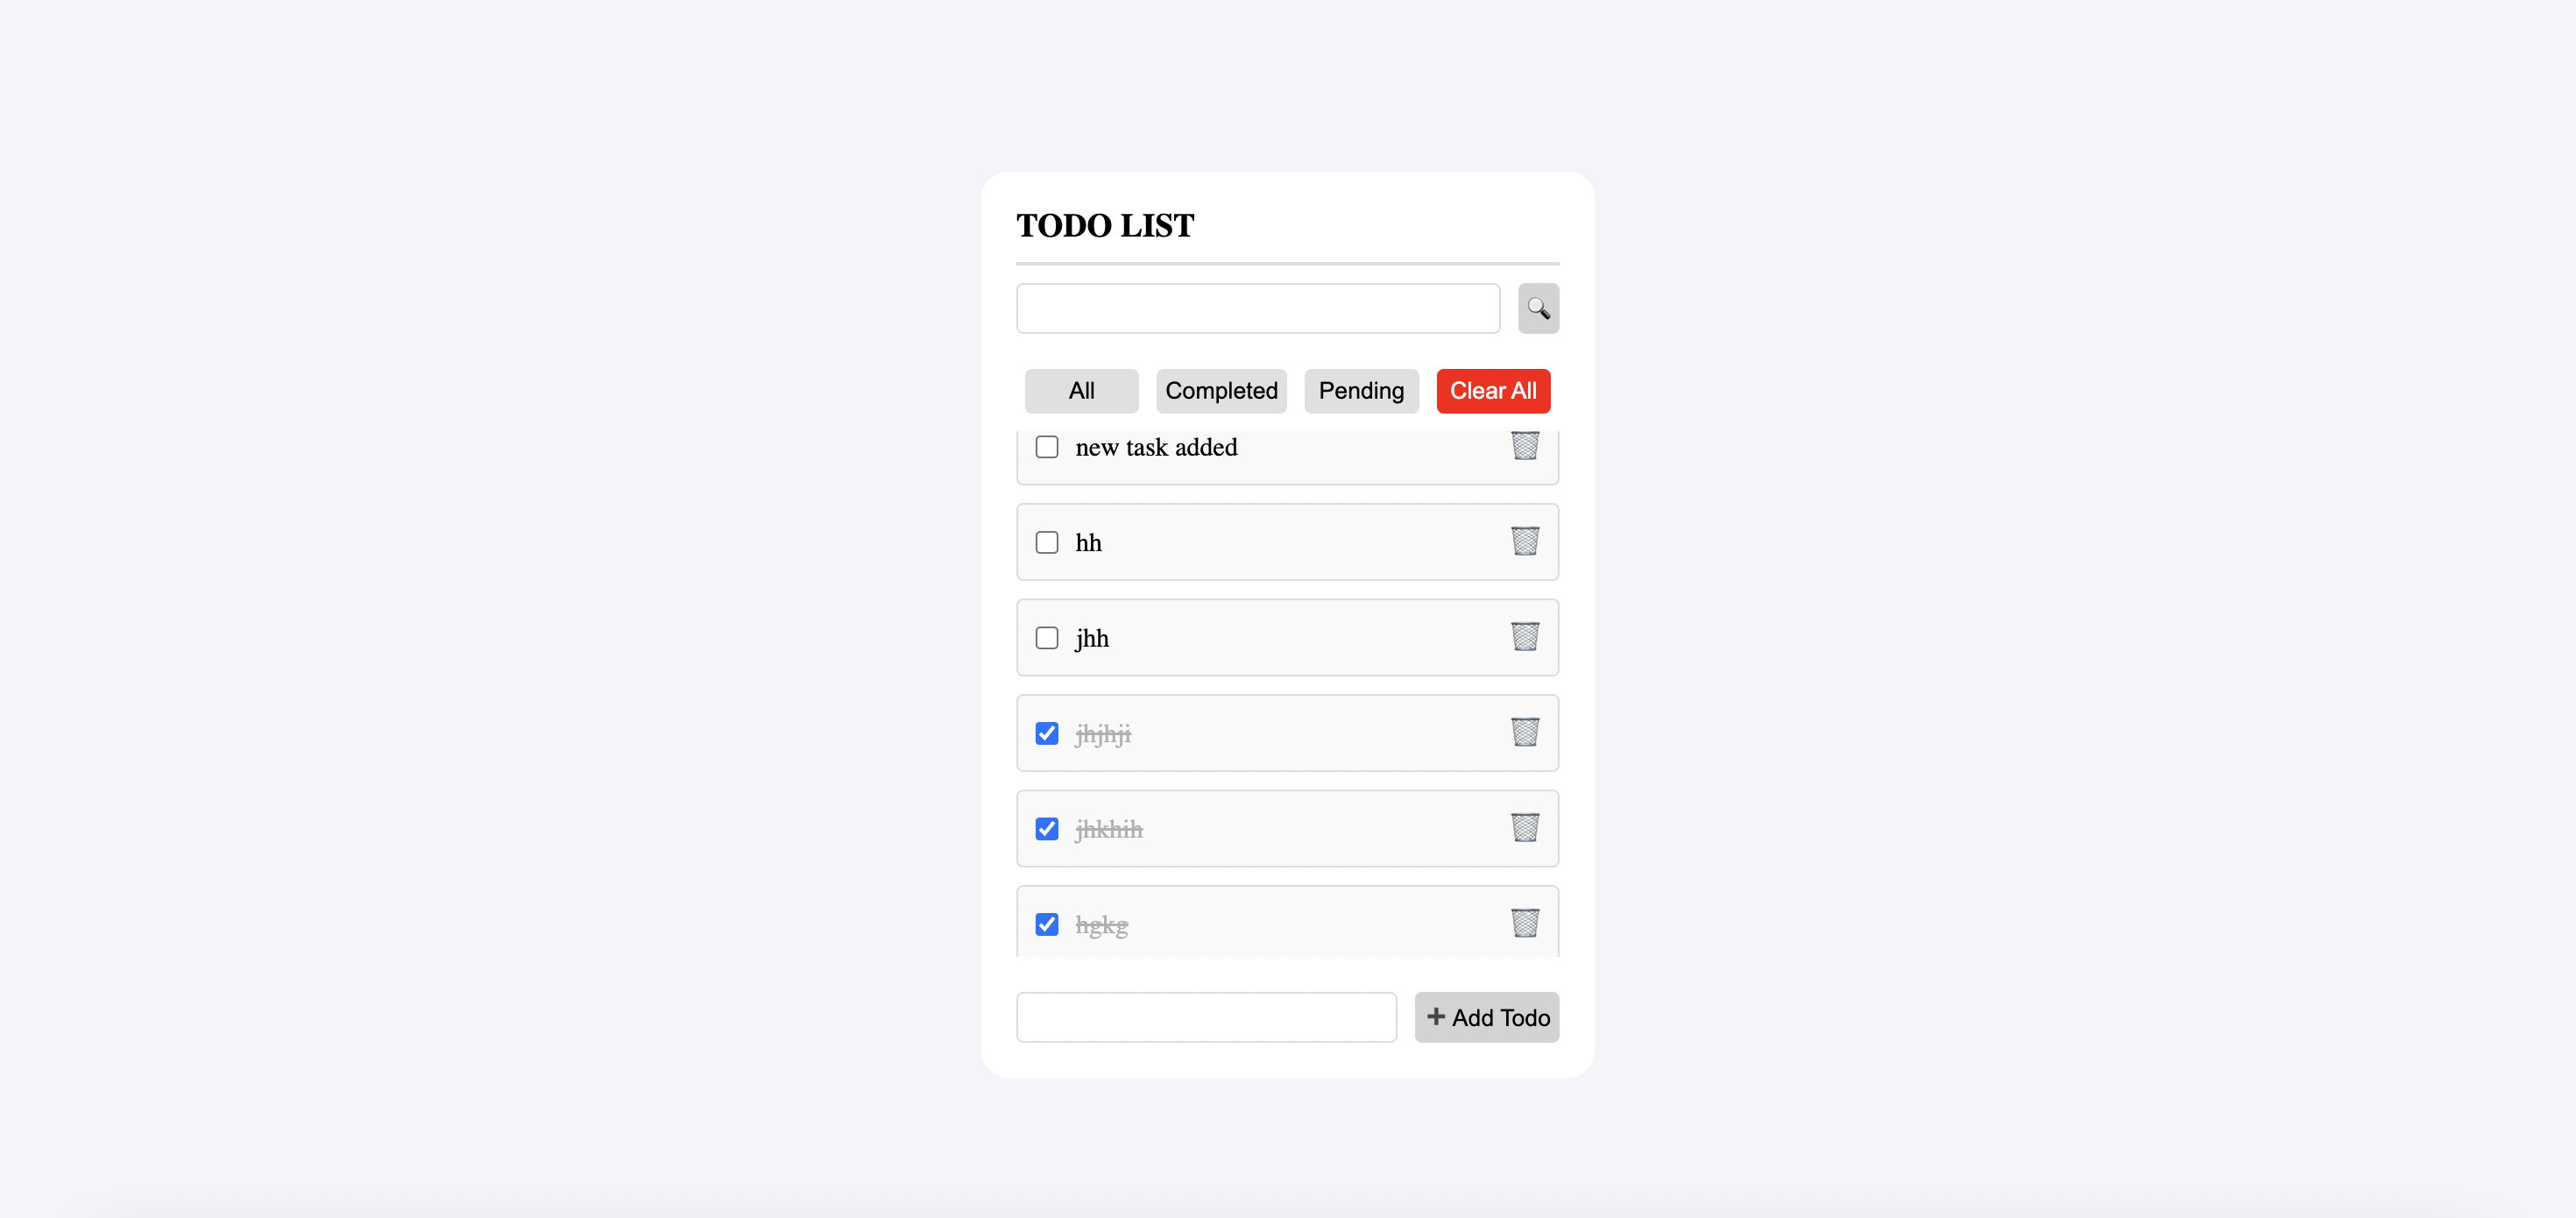 TODO LIST
All Completed Pending Clear All
new task added
hh
jhh
jhjhji
jhkhih
hgkg
Add Todo